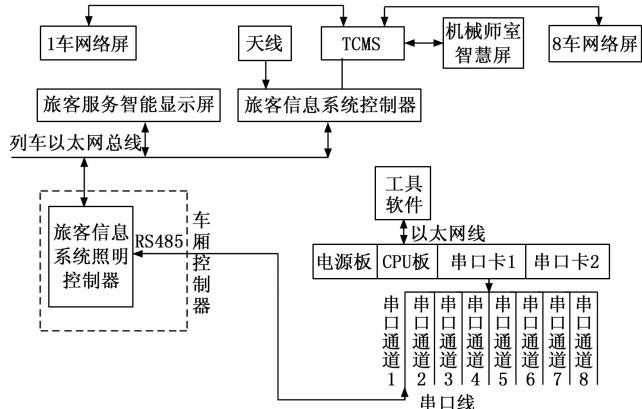 1车网络屏
天线
TCMS
机械师室
智慧屏
8车网络屏
旅客服务智能显示屏
旅客信息系统控制器
列车以太网总线
旅客信息
系统照明
控制器
RS485
车厢控制器
工具
软件
以太网线
电源板
CPU板
串口卡1
串口卡2
串口通道1
串口通道2
串口通道3
串口通道4
串口通道5
串口通道6
串口通道7
串口通道8
串口线